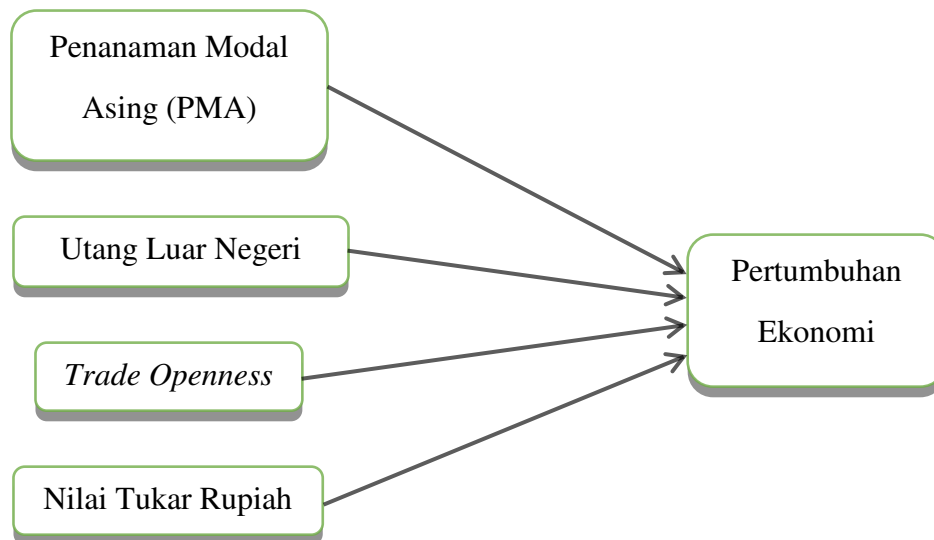 Penanaman Modal
Asing (PMA)
Utang Luar Negeri
Trade Openness
Nilai Tukar Rupiah
Pertumbuhan
Ekonomi